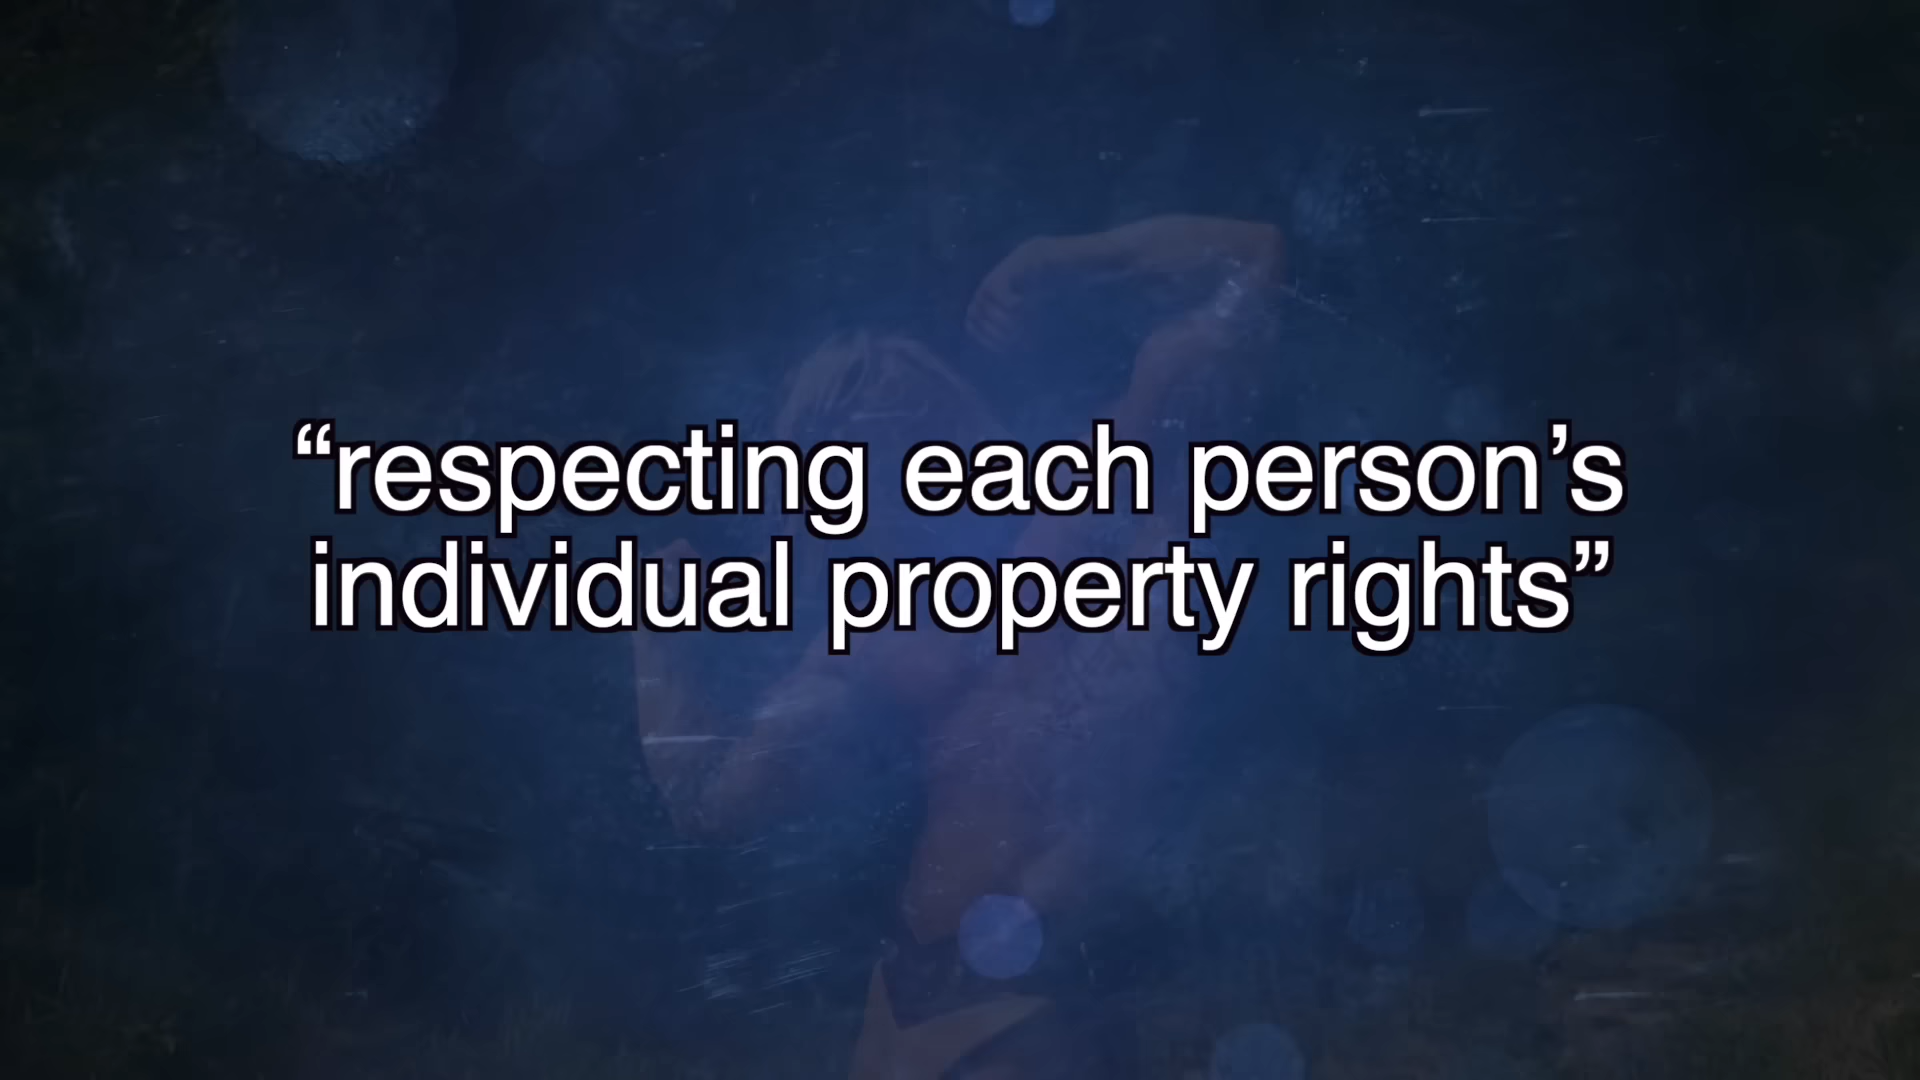 “respecting each person’s
individual property rights”